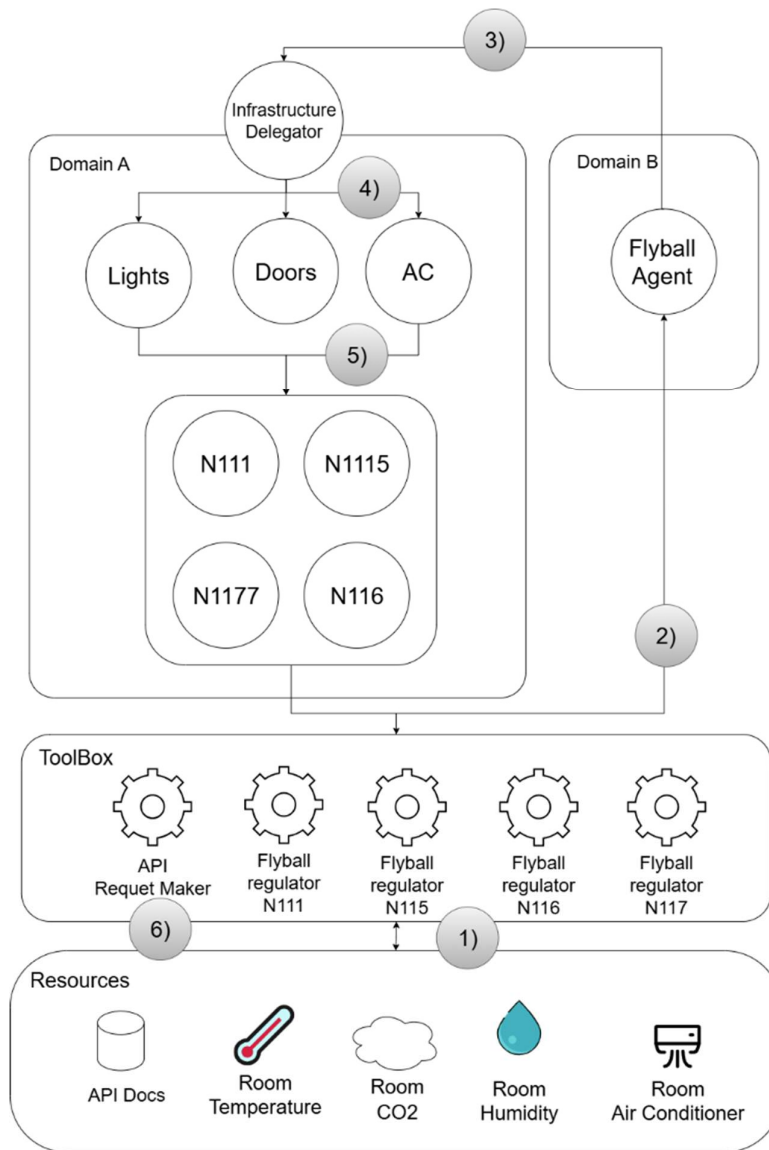 3)
Infrastructure
Delegator
Domain A
Domain B
4)
Lights
Doors
AC
Flyball
Agent
5)
N111
N1115
N1177
N116
2)
ToolBox
API
Requet Maker
Flyball
regulator
N111
Flyball
regulator
N115
Flyball
regulator
N116
Flyball
regulator
N117
6)
1)
Resources
API Docs
Room
Temperature
Room
CO2
Room
Humidity
Room
Air Conditioner